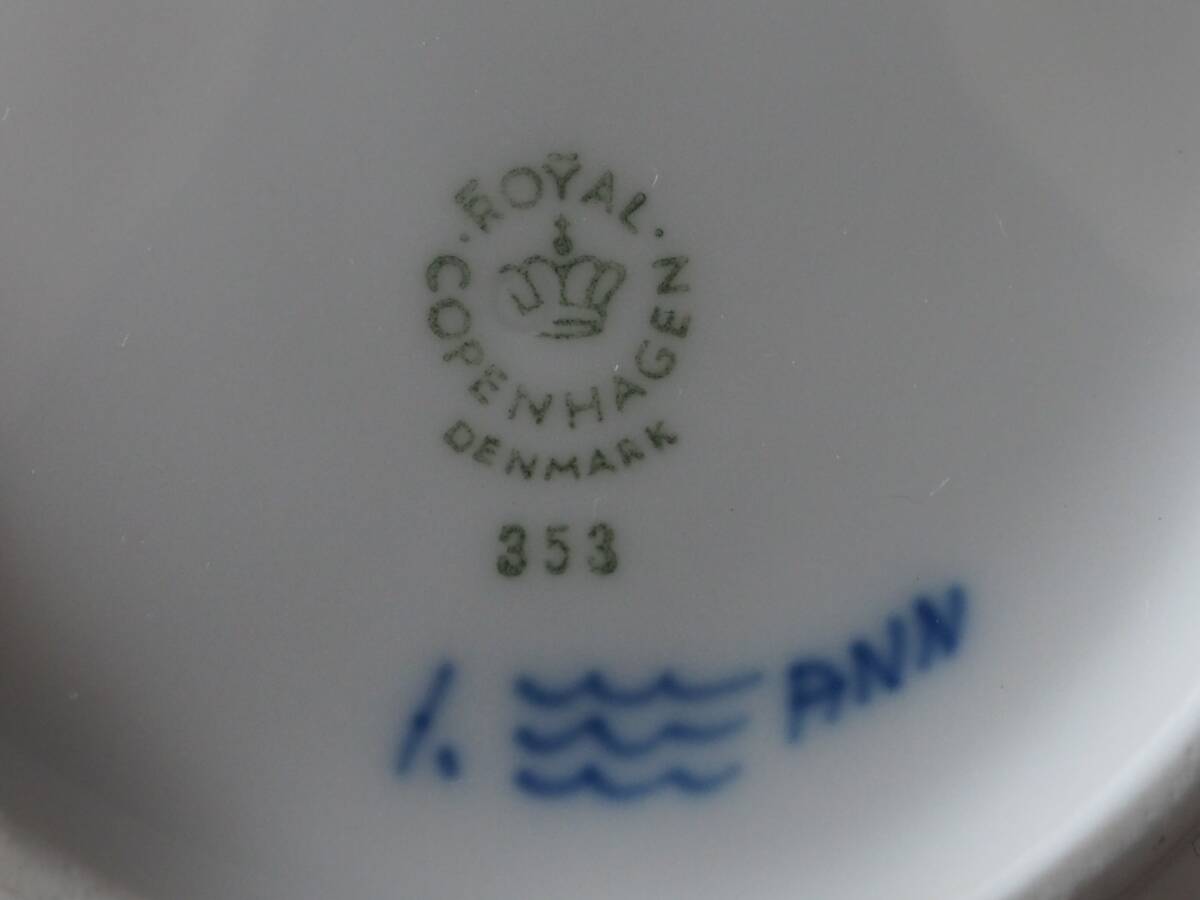 ROYAL
COPENHAGEN
DENMARK
353
1. ANN